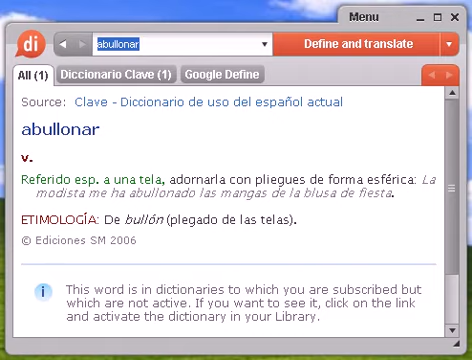 Menu
di
abullonar
Define and translate
All (1)
Diccionario Clave (1)
Google Define
Source: Clave - Diccionario de uso del español actual
abullonar
v.
Referido esp. a una tela, adornarla con pliegues de forma esférica: La
modista me ha abullonado las mangas de la blusa de fiesta.
ETIMOLOGÍA: De bullón (plegado de las telas).
© Ediciones SM 2006
i
This word is in dictionaries to which you are subscribed but
which are not active. If you want to see it, click on the link
and activate the dictionary in your Library.